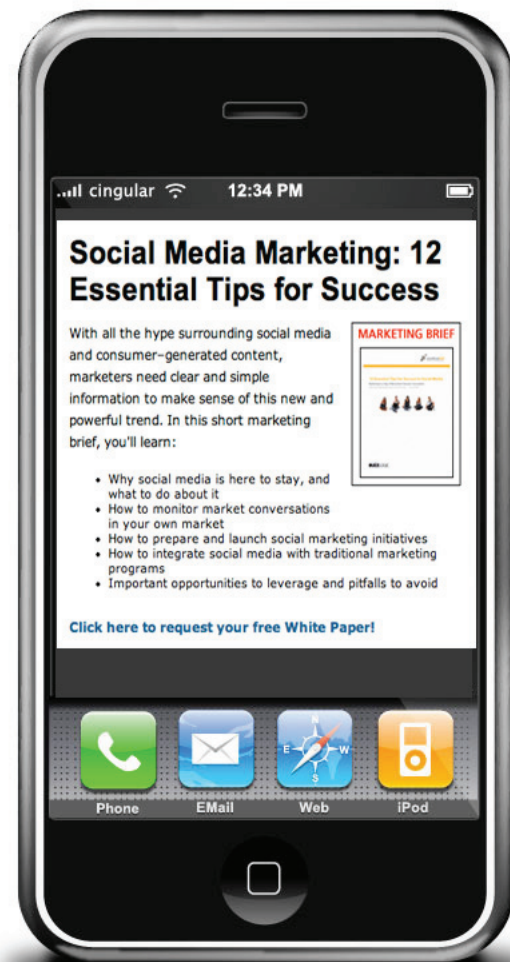 cingular 12:34 PM
Social Media Marketing: 12
Essential Tips for Success
With all the hype surrounding social media
and consumer-generated content,
marketers need clear and simple
information to make sense of this new and
powerful trend. In this short marketing
brief, you'll learn:
MARKETING BRIEF
• Why social media is here to stay, and
what to do about it
• How to monitor market conversations
in your own market
• How to prepare and launch social marketing initiatives
• How to integrate social media with traditional marketing
programs
• Important opportunities to leverage and pitfalls to avoid
Click here to request your free White Paper!
N
E W
S
Phone EMail Web iPod